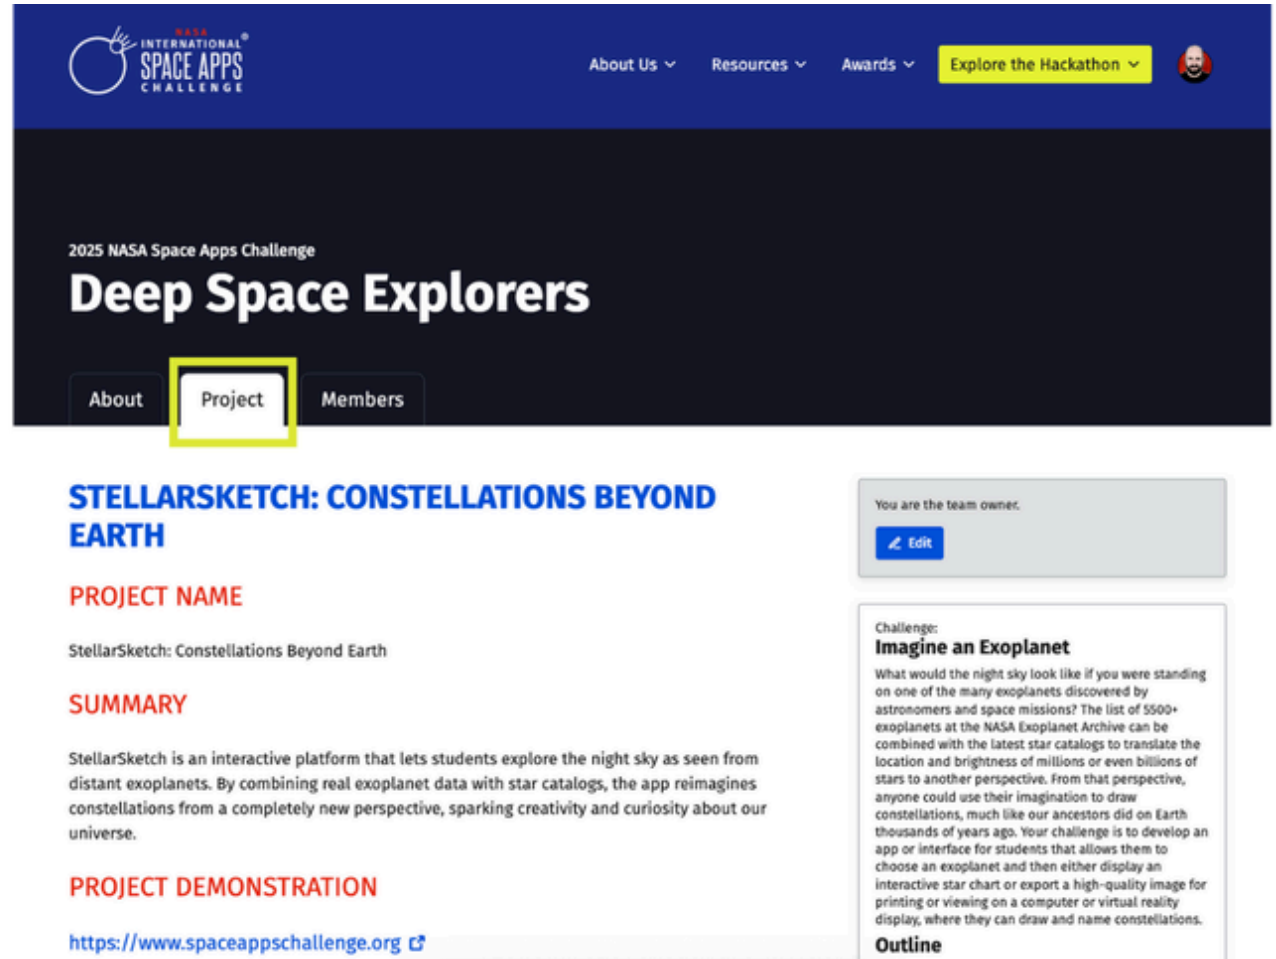 NASA
INTERNATIONAL®
SPACE APPS
CHALLENGE
About Us
Resources
Awards
Explore the Hackathon
2025 NASA Space Apps Challenge
Deep Space Explorers
About
Project
Members
STELLARSKETCH: CONSTELLATIONS BEYOND
EARTH
PROJECT NAME
StellarSketch: Constellations Beyond Earth
SUMMARY
StellarSketch is an interactive platform that lets students explore the night sky as seen from
distant exoplanets. By combining real exoplanet data with star catalogs, the app reimagines
constellations from a completely new perspective, sparking creativity and curiosity about our
universe.
PROJECT DEMONSTRATION
https://www.spaceappschallenge.org
You are the team owner.
Edit
Challenge:
Imagine an Exoplanet
What would the night sky look like if you were standing
on one of the many exoplanets discovered by
astronomers and space missions? The list of 5500+
exoplanets at the NASA Exoplanet Archive can be
combined with the latest star catalogs to translate the
location and brightness of millions or even billions of
stars to another perspective. From that perspective,
anyone could use their imagination to draw
constellations, much like our ancestors did on Earth
thousands of years ago. Your challenge is to develop an
app or interface for students that allows them to
choose an exoplanet and then either display an
interactive star chart or export a high-quality image for
printing or viewing on a computer or virtual reality
display, where they can draw and name constellations.
Outline